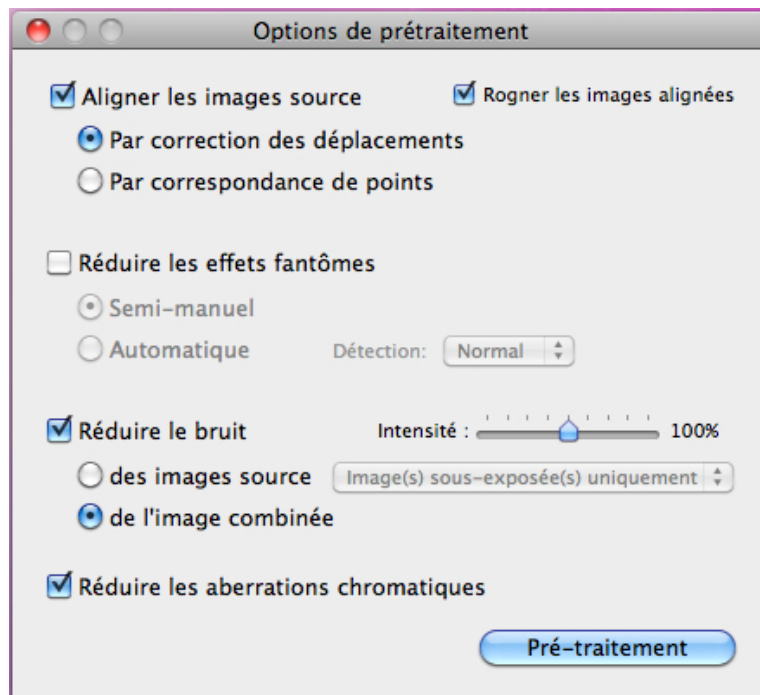 Options de prétraitement
Aligner les images source
Rogner les images alignées
Par correction des déplacements
Par correspondance de points
Réduire les effets fantômes
Semi-manuel
Automatique
Détection:
Normal
Réduire le bruit
Intensité :
100%
des images source
Image(s) sous-exposée(s) uniquement
de l'image combinée
Réduire les aberrations chromatiques
Pré-traitement